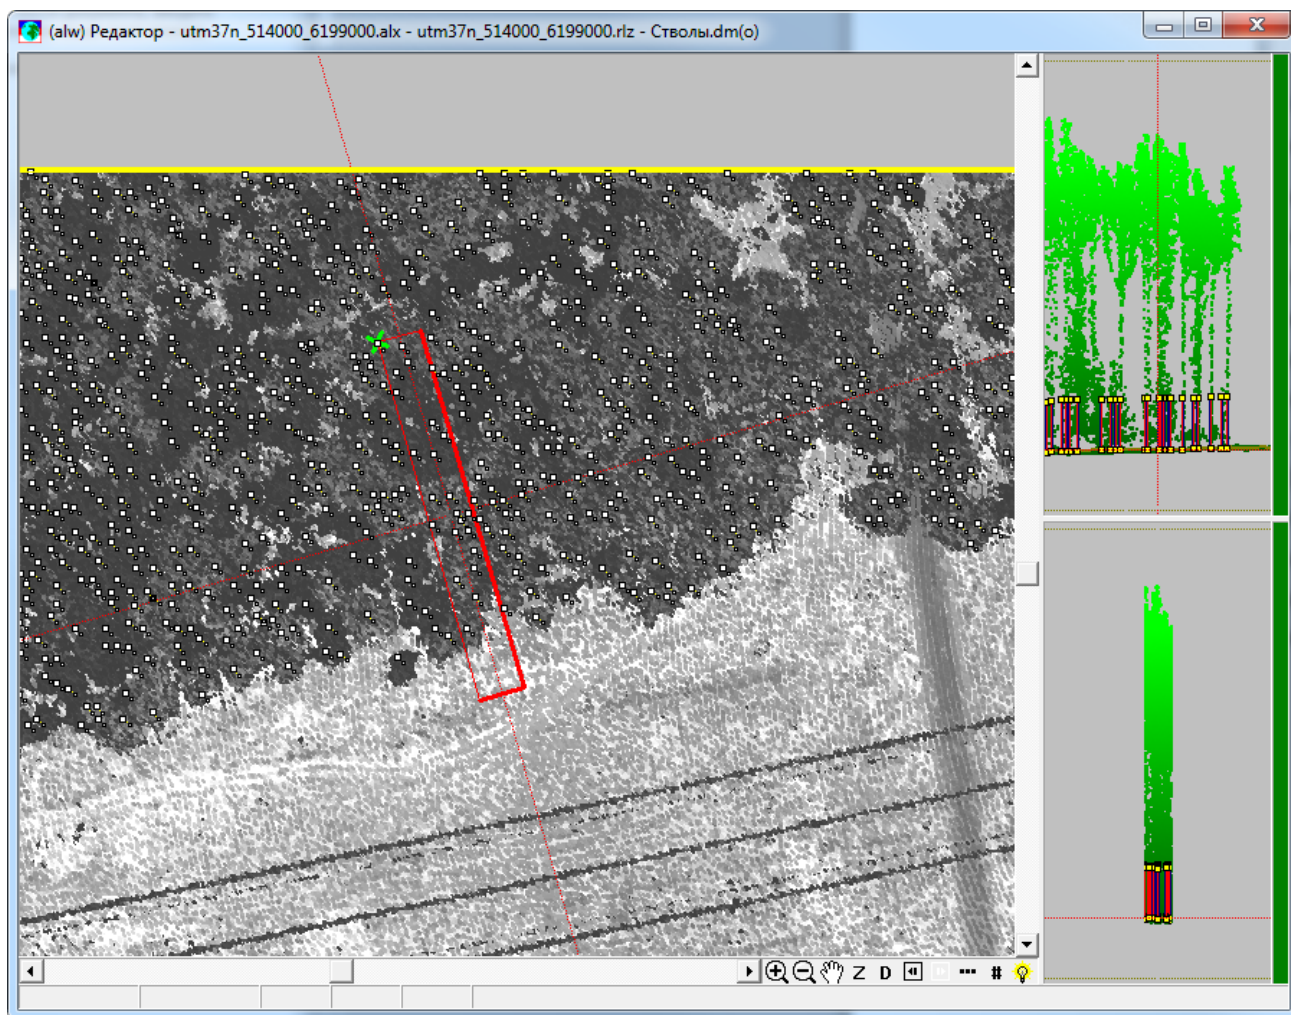 (alw) Редактор - utm37n_514000_6199000.alx - utm37n_514000_6199000.rlz - Стволы.dm(o)
Z D #